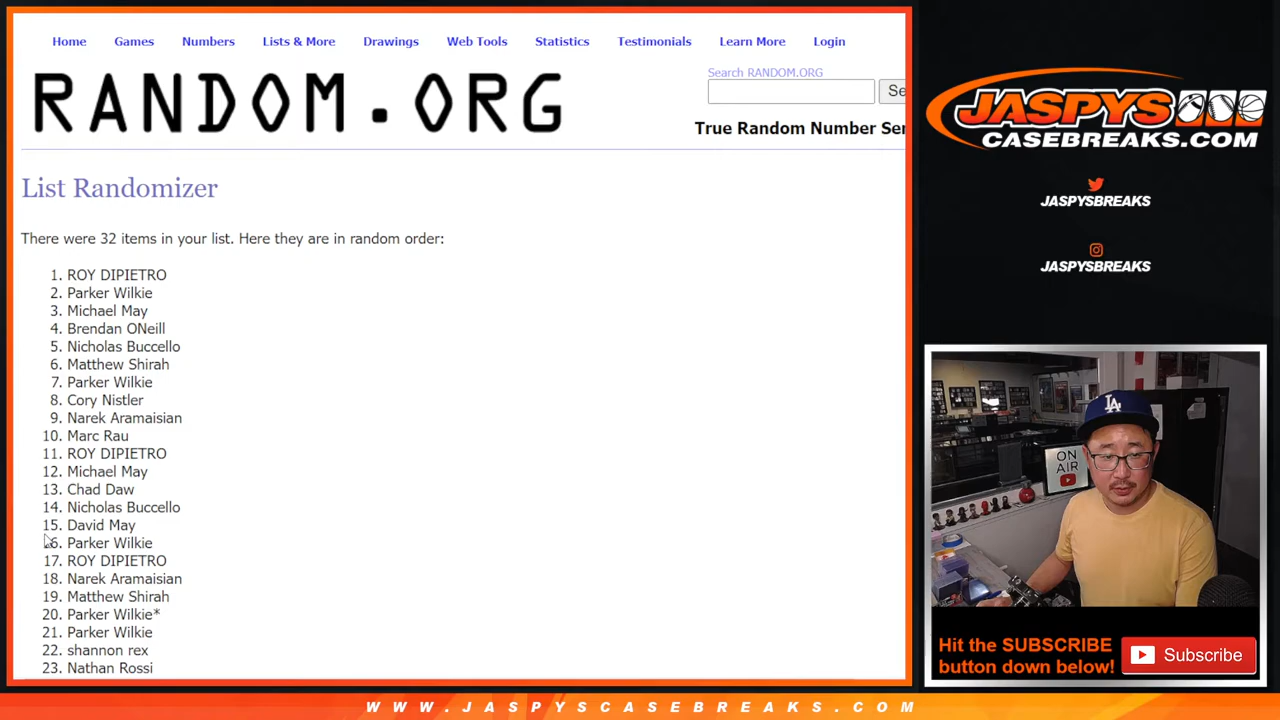 Home Games Numbers Lists & More Drawings Web Tools Statistics Testimonials Learn More Login
RANDOM.ORG
Search RANDOM.ORG
True Random Number Ser
List Randomizer
There were 32 items in your list. Here they are in random order:
1. ROY DIPIETRO
2. Parker Wilkie
3. Michael May
4. Brendan ONeill
5. Nicholas Buccello
6. Matthew Shirah
7. Parker Wilkie
8. Cory Nistler
9. Narek Aramaisian
10. Marc Rau
11. ROY DIPIETRO
12. Michael May
13. Chad Daw
14. Nicholas Buccello
15. David May
16. Parker Wilkie
17. ROY DIPIETRO
18. Narek Aramaisian
19. Matthew Shirah
20. Parker Wilkie*
21. Parker Wilkie
22. shannon rex
23. Nathan Rossi
JASPYS
CASEBREAKS.COM
JASPYSBREAKS
JASPYSBREAKS
LA
ON
AIR
Hit the SUBSCRIBE
button down below!
Subscribe
WWW.JASPYSCASEBREAKS.COM